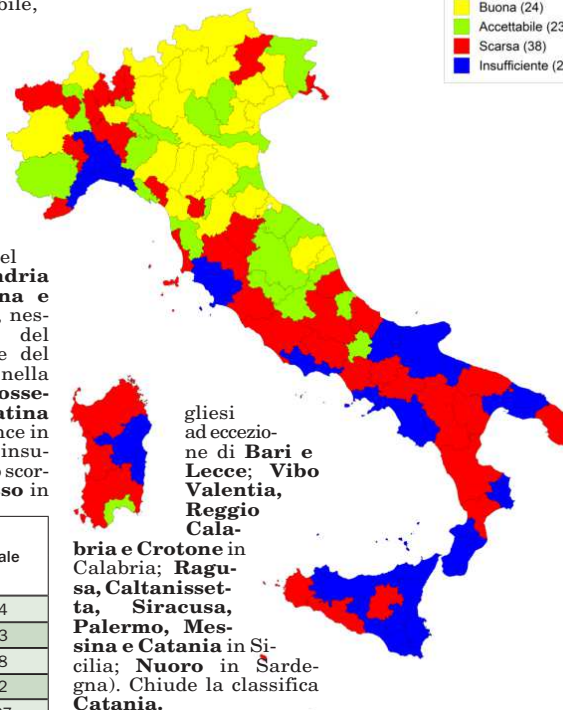 bile,
Buona (24)
Accettabile (23
Scarsa (38)
Insufficiente (2
el
ndria
na e
, nes-
del
e del
nella
osse-
atina
nce in
insu-
o scor-
so in
ale
4
3
8
2
gliesi
ad eccezio-
ne di Bari e
Lecce; Vibo
Valentia,
Reggio
Cala-
bria e Crotone in
Calabria; Ragu-
sa, Caltanisset-
ta, Siracusa,
Palermo, Mes-
sina e Catania in Si-
cilia; Nuoro in Sarde-
gna). Chiude la classifica
Catania.